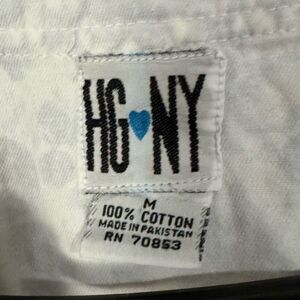 HG NY
M
100% COTTON
MADE IN PAKISTAN
RN 70853